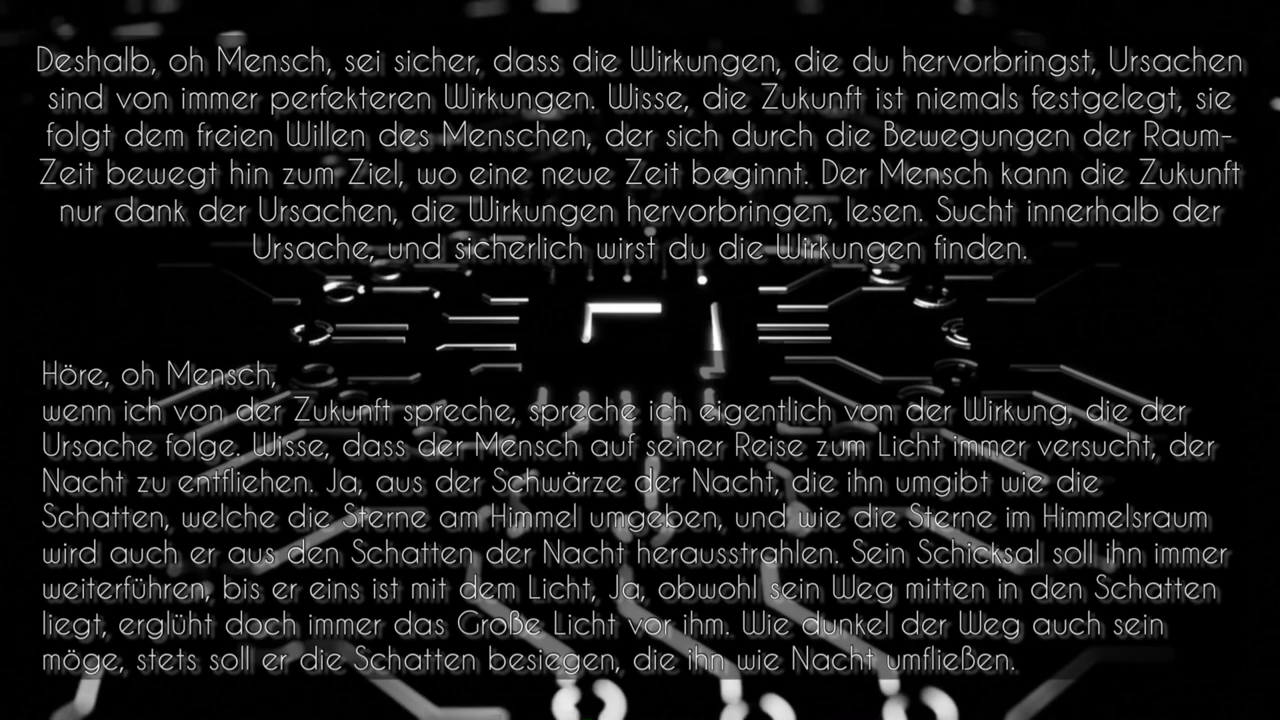 Deshalb, oh Mensch, sei sicher, dass die Wirkungen, die du hervorbringst, Ursachen
sind von immer perfekteren Wirkungen. Wisse, die Zukunft ist niemals festgelegt, sie
folgt dem freien Willen des Menschen, der sich durch die Bewegungen der Raum-
Zeit bewegt hin zum Ziel, wo eine neue Zeit beginnt. Der Mensch kann die Zukunft
nur dank der Ursachen, die Wirkungen hervorbringen, lesen. Sucht innerhalb der
Ursache, und sicherlich wirst du die Wirkungen finden.
Höre, oh Mensch,
wenn ich von der Zukunft spreche, spreche ich eigentlich von der Wirkung, die der
Ursache folge. Wisse, dass der Mensch auf seiner Reise zum Licht immer versucht, der
Nacht zu entfliehen. Ja, aus der Schwärze der Nacht, die ihn umgibt wie die
Schatten, welche die Sterne am Himmel umgeben, und wie die Sterne im Himmelsraum
wird auch er aus den Schatten der Nacht herausstrahlen. Sein Schicksal soll ihn immer
weiterführen, bis er eins ist mit dem Licht, Ja, obwohl sein Weg mitten in den Schatten
liegt, erglüht doch immer das Große Licht vor ihm. Wie dunkel der Weg auch sein
möge, stets soll er die Schatten besiegen, die ihn wie Nacht umfließen.